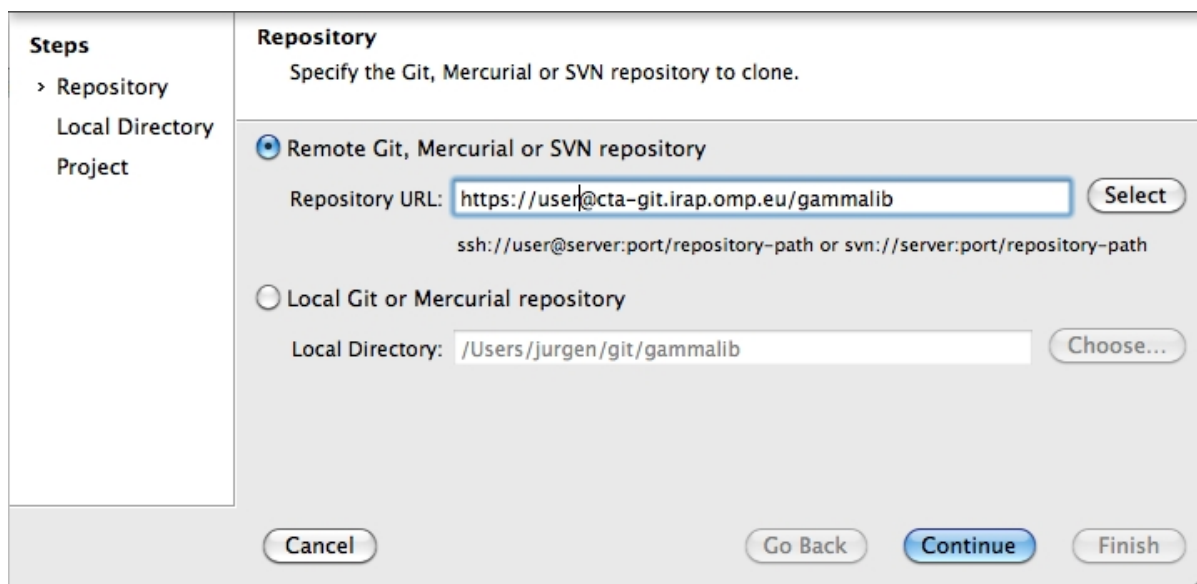 Steps
› Repository
Local Directory
Project
Repository
Specify the Git, Mercurial or SVN repository to clone.
Remote Git, Mercurial or SVN repository
Repository URL: https://user@cta-git.irap.omp.eu/gammalib Select
ssh://user@server:port/repository-path or svn://server:port/repository-path
Local Git or Mercurial repository
Local Directory: /Users/jurgen/git/gammalib Choose...
Cancel Go Back Continue Finish